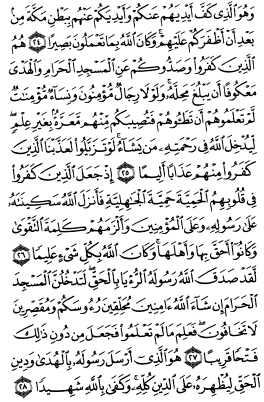 وَهُوَ الَّذِي كَفَّ أَيْدِيَهُمْ عَنكُمْ وَأَيْدِيَكُمْ عَنْهُم بِبَطْنِ مَكَّةَ مِنْ
بَعْدِ أَنْ أَظْفَرَكُمْ عَلَيْهِمْ وَكَانَ اللَّهُ بِمَا تَعْمَلُونَ بَصِيرًا ٢٤ هُمُ
الَّذِينَ كَفَرُوا وَصَدُّوكُمْ عَنِ الْمَسْجِدِ الْحَرَامِ وَالْهَدْيَ
مَعْكُوفًا أَن يَبْلُغَ مَحِلَّهُ وَلَوْلَا رِجَالٌ مُّؤْمِنُونَ وَنِسَاءٌ مُّؤْمِنَاتٌ
لَّمْ تَعْلَمُوهُمْ أَن تَطَئُوهُمْ فَتُصِيبَكُم مِّنْهُم مَّعَرَّةٌ بِغَيْرِ عِلْمٍ
لِّيُدْخِلَ اللَّهُ فِي رَحْمَتِهِ مَن يَشَاءُ لَوْ تَزَيَّلُوا لَعَذَّبْنَا الَّذِينَ
كَفَرُوا مِنْهُمْ عَذَابًا أَلِيمًا ٢٥ إِذْ جَعَلَ الَّذِينَ كَفَرُوا
فِي قُلُوبِهِمُ الْحَمِيَّةَ حَمِيَّةَ الْجَاهِلِيَّةِ فَأَنزَلَ اللَّهُ سَكِينَتَهُ
عَلَى رَسُولِهِ وَعَلَى الْمُؤْمِنِينَ وَأَلْزَمَهُمْ كَلِمَةَ التَّقْوَى
وَكَانُوا أَحَقَّ بِهَا وَأَهْلَهَا وَكَانَ اللَّهُ بِكُلِّ شَيْءٍ عَلِيمًا ٢٦
لَّقَدْ صَدَقَ اللَّهُ رَسُولَهُ الرُّءْيَا بِالْحَقِّ لَتَدْخُلُنَّ الْمَسْجِدَ
الْحَرَامَ إِن شَاءَ اللَّهُ ءَامِنِينَ مُحَلِّقِينَ رُءُوسَكُمْ وَمُقَصِّرِينَ
لَا تَخَافُونَ فَعَلِمَ مَا لَمْ تَعْلَمُوا فَجَعَلَ مِن دُونِ ذَلِكَ
فَتْحًا قَرِيبًا ٢٧ هُوَ الَّذِي أَرْسَلَ رَسُولَهُ بِالْهُدَى وَدِينِ
الْحَقِّ لِيُظْهِرَهُ عَلَى الدِّينِ كُلِّهِ وَكَفَى بِاللَّهِ شَهِيدًا ٢٨